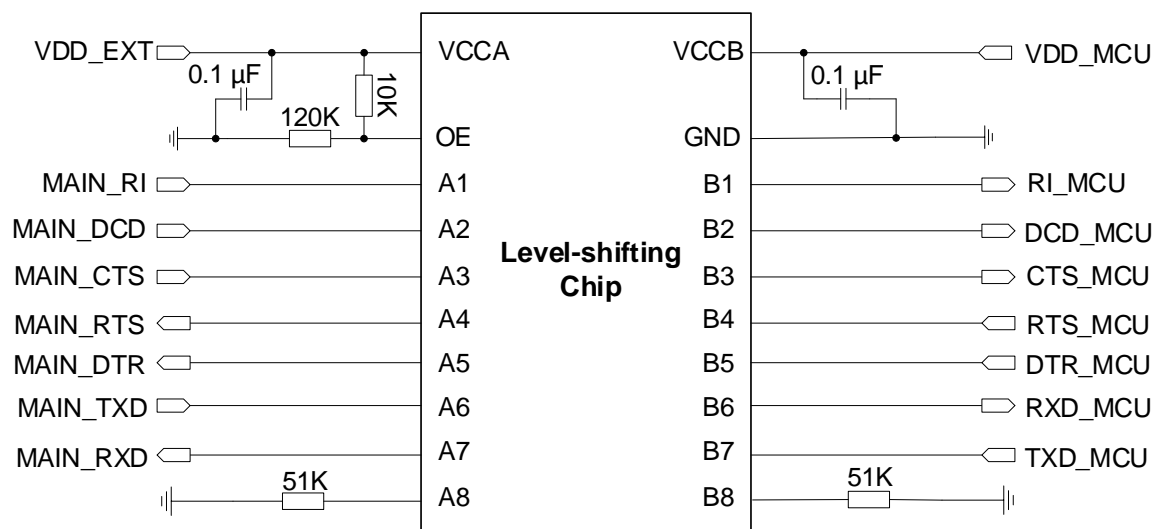 VDD_EXT VCCA VCCB VDD_MCU
0.1 µF 10K 0.1 µF
120K OE GND
MAIN_RI A1 B1 RI_MCU
MAIN_DCD A2 B2 DCD_MCU
Level-shifting
MAIN_CTS A3 B3 CTS_MCU
Chip
MAIN_RTS A4 B4 RTS_MCU
MAIN_DTR A5 B5 DTR_MCU
MAIN_TXD A6 B6 RXD_MCU
MAIN_RXD A7 B7 TXD_MCU
51K A8 B8 51K